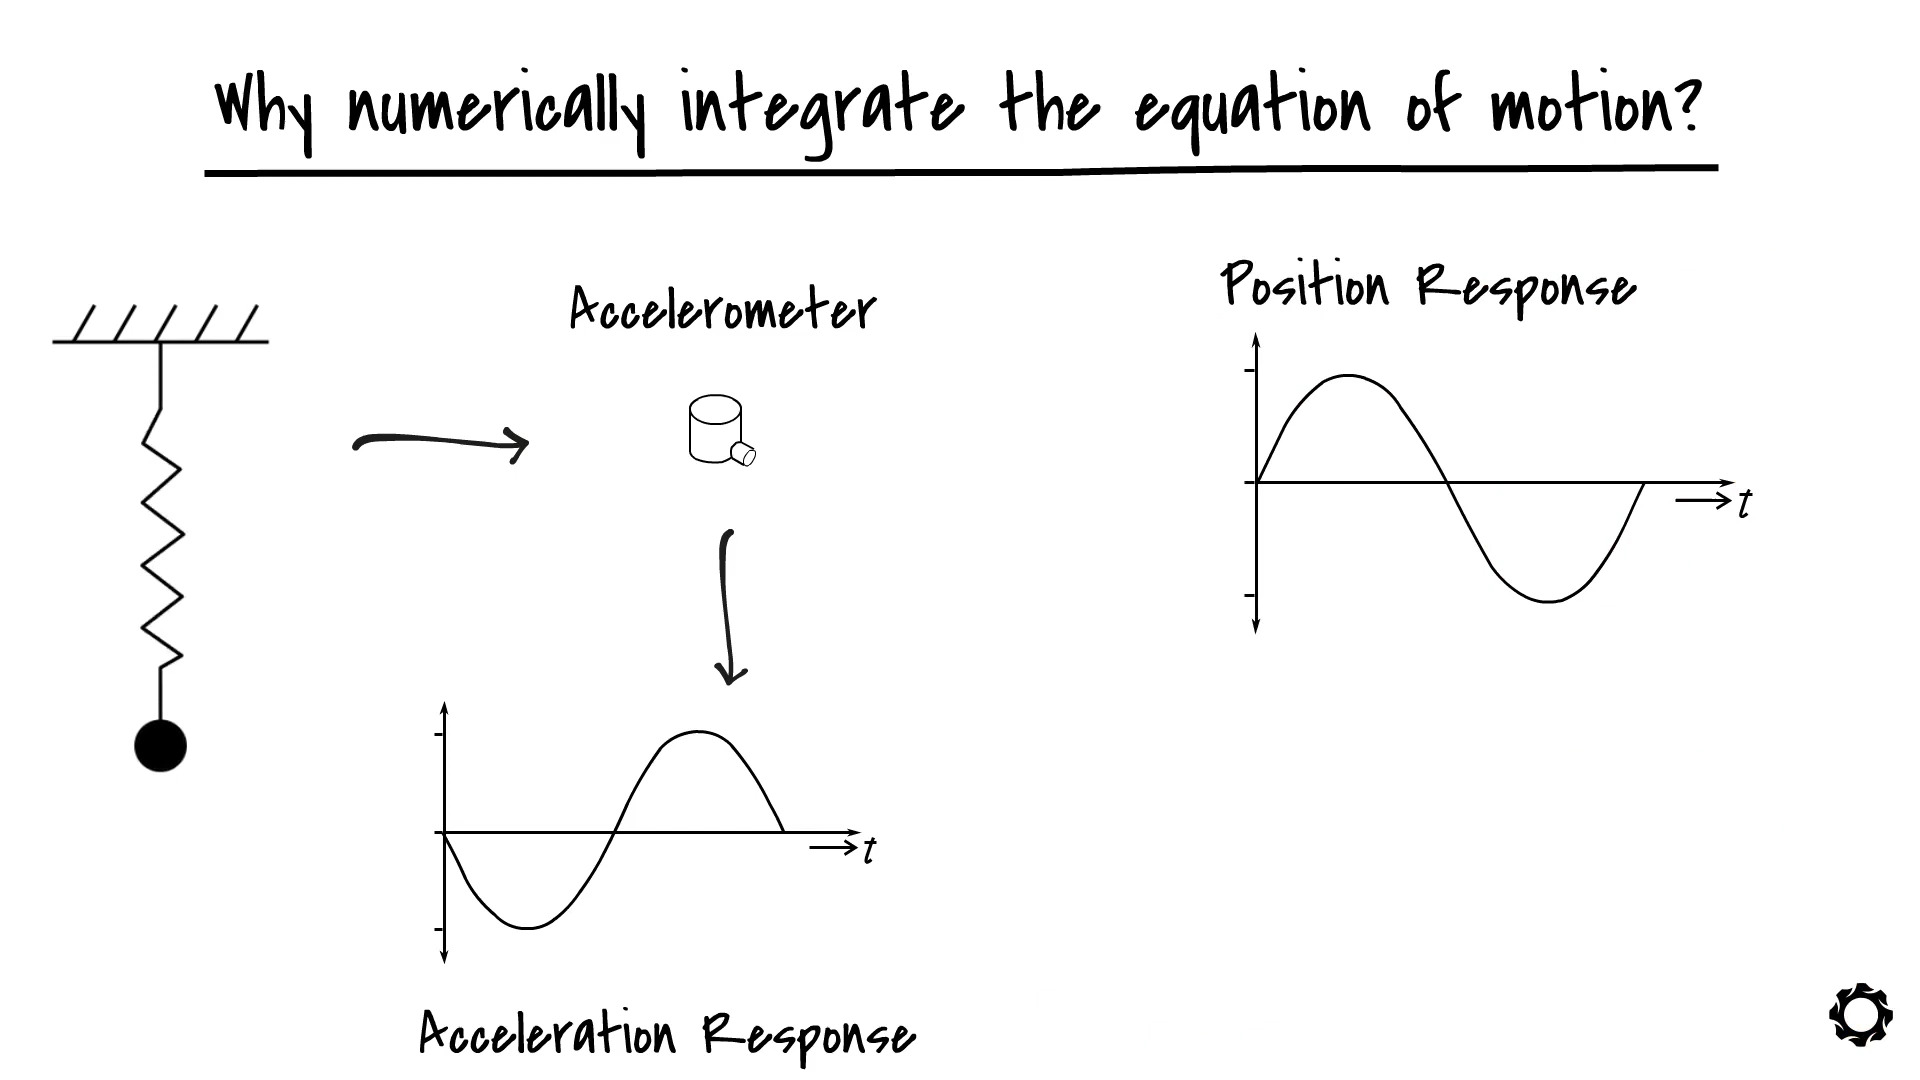 Why numerically integrate the equation of motion?
Accelerometer
Position Response
t
t
Acceleration Response